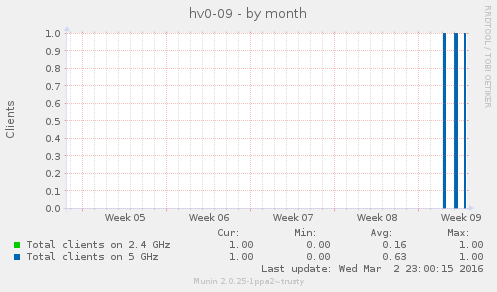 hv0-09 - by month
RRDTOOL / TOBI OETIKER
Clients
1.0
0.9
0.8
0.7
0.6
0.5
0.4
0.3
0.2
0.1
0.0
Week 05 Week 06 Week 07 Week 08 Week 09
Cur: Min: Avg: Max:
Total clients on 2.4 GHz 1.00 0.00 0.16 1.00
Total clients on 5 GHz 1.00 0.00 0.63 1.00
Last update: Wed Mar 2 23:00:15 2016
Munin 2.0.25-1ppa2~trusty